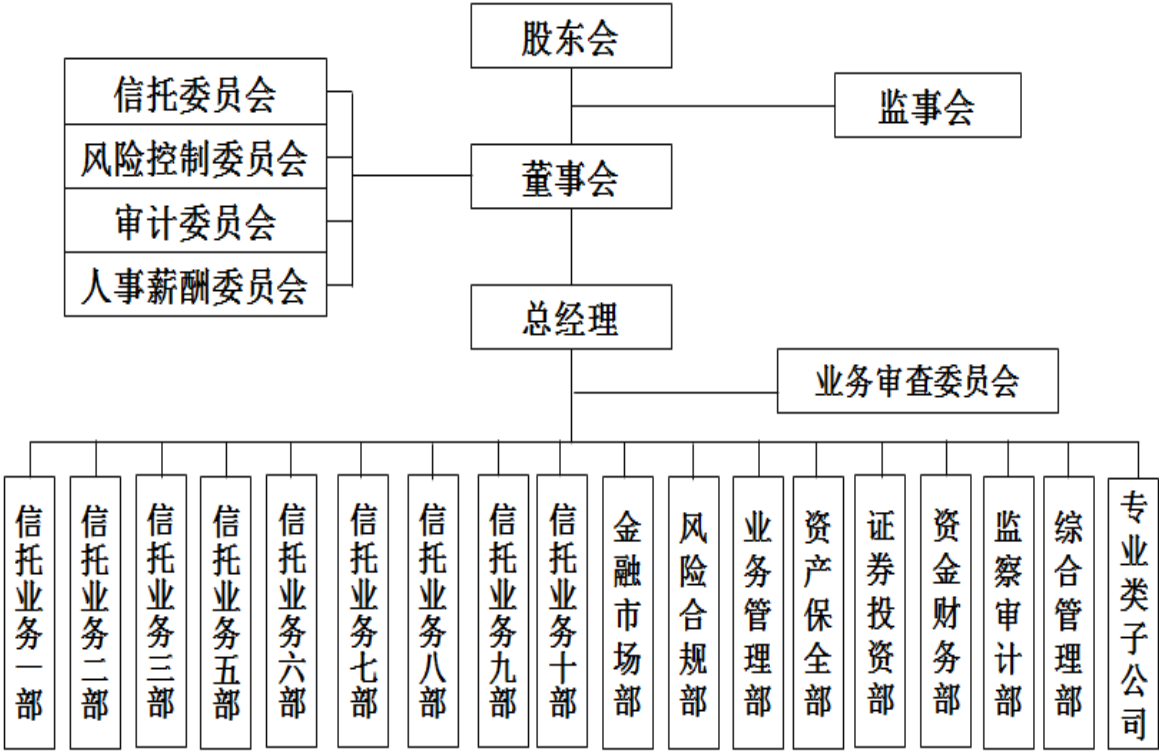 股东会
信托委员会
监事会
风险控制委员会
董事会
审计委员会
人事薪酬委员会
总经理
业务审查委员会
信托业务一部
信托业务二部
信托业务三部
信托业务五部
信托业务六部
信托业务七部
信托业务八部
信托业务九部
信托业务十部
金融市场部
风险合规部
业务管理部
资产保全部
证券投资部
资金财务部
监察审计部
综合管理部
专业类子公司